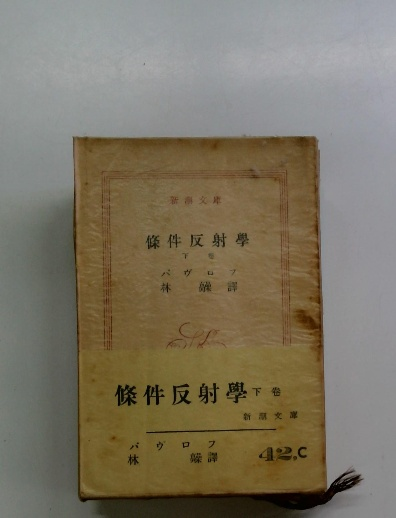 新潮文庫
條件反射學
下卷
パヴロフ
林 髞譯
條件反射學 下卷
新潮文庫
パヴロフ
林 髞譯
42.C